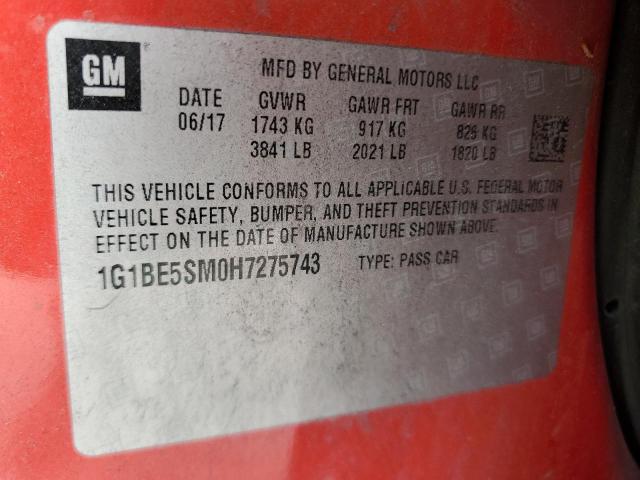 GM
MFD BY GENERAL MOTORS LLC
DATE GVWR GAWR FRT GAWR RR
06/17 1743 KG 917 KG 826 KG
3841 LB 2021 LB 1820 LB
THIS VEHICLE CONFORMS TO ALL APPLICABLE U.S. FEDERAL MOTOR
VEHICLE SAFETY, BUMPER, AND THEFT PREVENTION STANDARDS IN
EFFECT ON THE DATE OF MANUFACTURE SHOWN ABOVE.
1G1BE5SM0H7275743 TYPE: PASS CAR